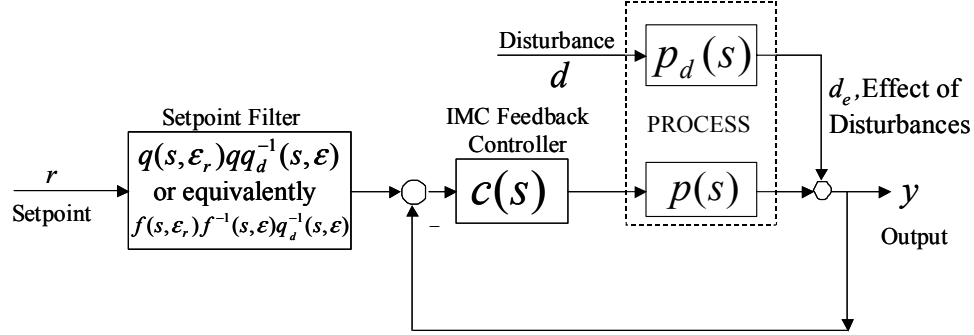 Disturbance
d
p_d(s)
d_e, Effect of
Disturbances
Setpoint Filter
IMC Feedback
Controller
PROCESS
r
Setpoint
q(s,ε_r)qq_d^{-1}(s,ε)
or equivalently
f(s,ε_r)f^{-1}(s,ε)q_d^{-1}(s,ε)
–
c(s)
p(s)
y
Output